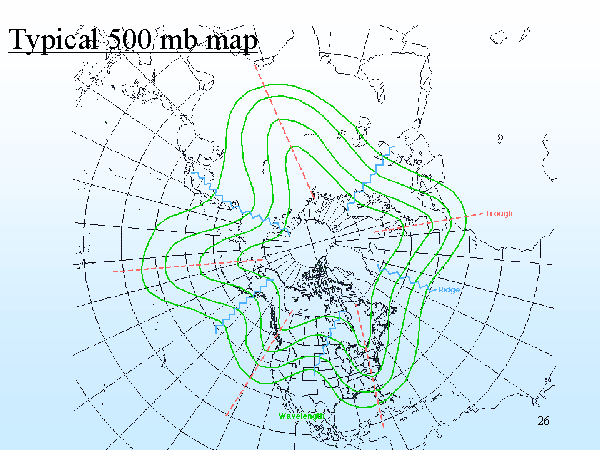 Typical 500 mb map
Trough
Ridge
Wavelength
26